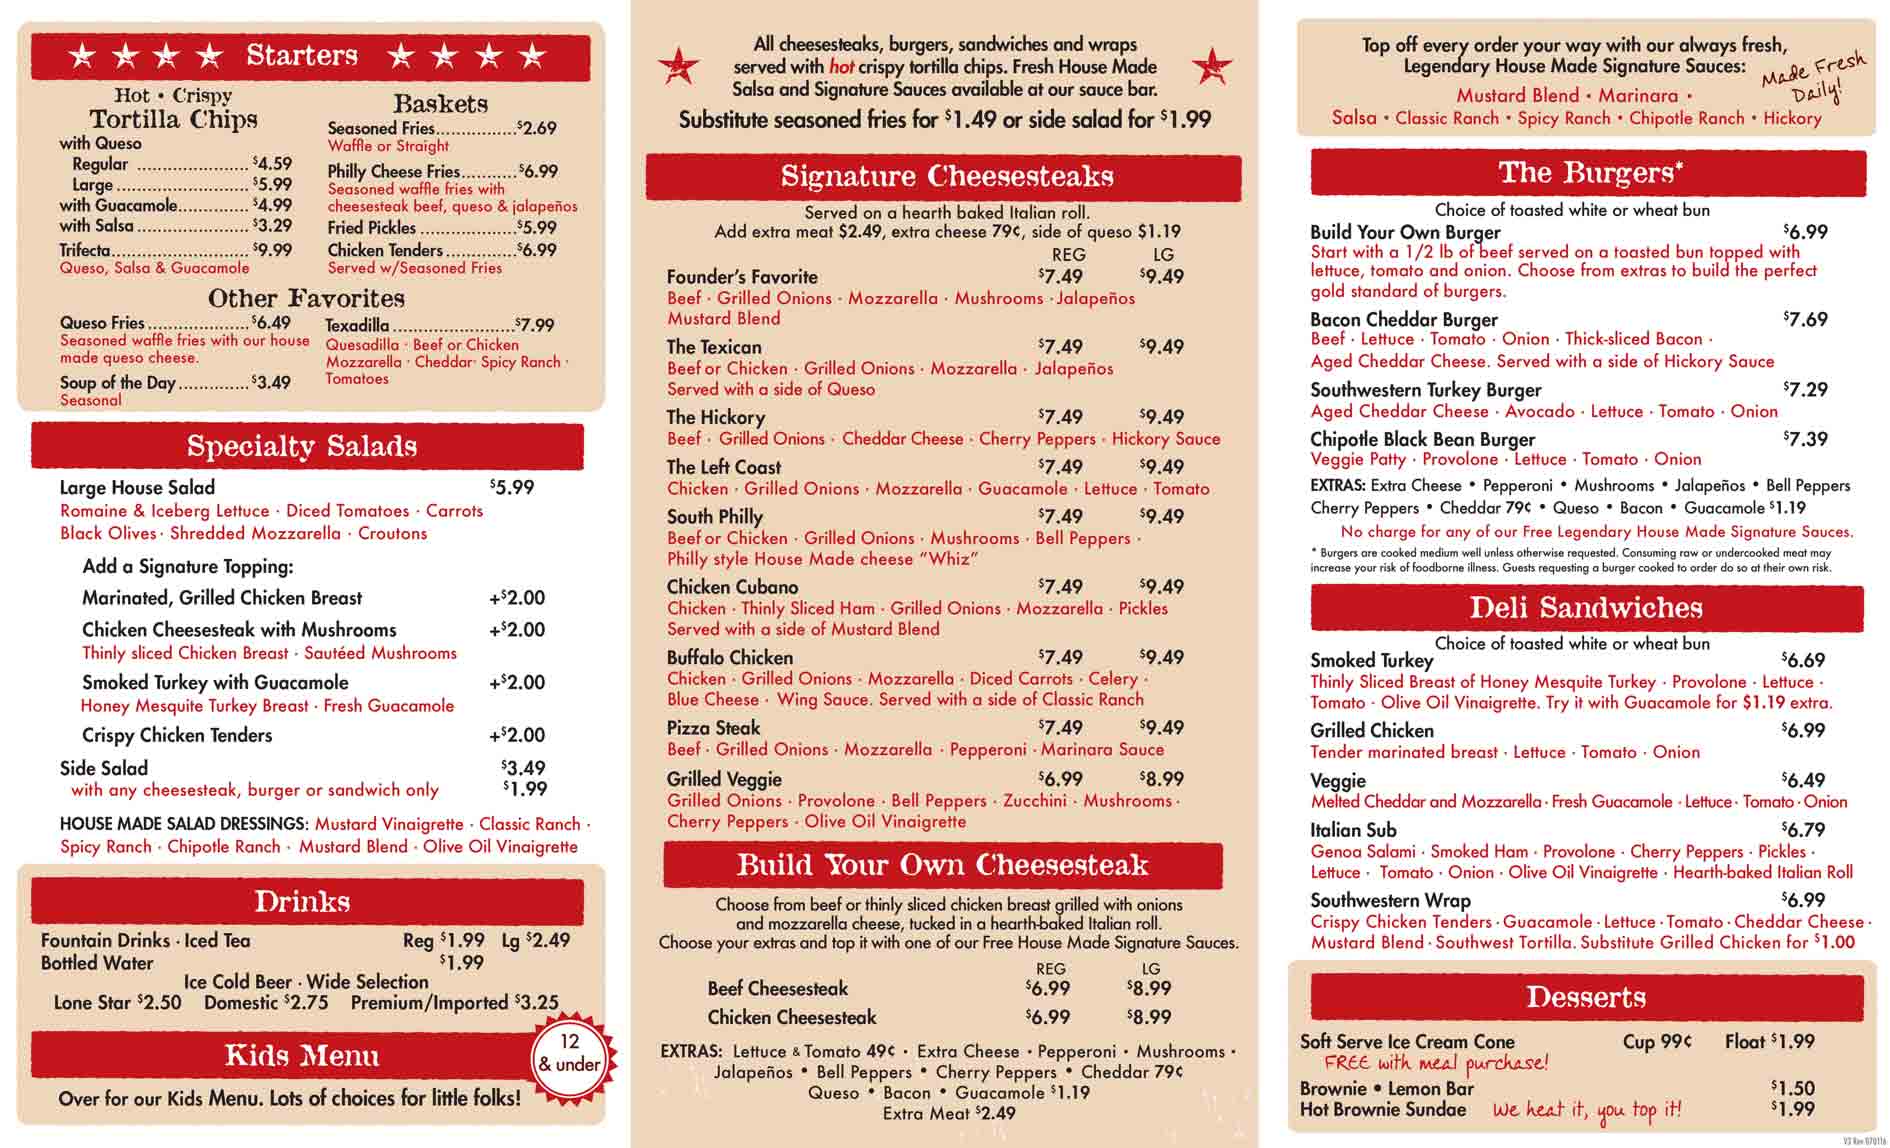 Starters
Hot • Crispy
Tortilla Chips
with Queso
Regular ...................... $4.59
Large .......................... $5.99
with Guacamole.............. $4.99
with Salsa ...................... $3.29
Trifecta........................... $9.99
Queso, Salsa & Guacamole
Baskets
Seasoned Fries................$2.69
Waffle or Straight
Philly Cheese Fries...........$6.99
Seasoned waffle fries with
cheesesteak beef, queso & jalapeños
Fried Pickles ...................$5.99
Chicken Tenders ..............$6.99
Served w/Seasoned Fries
Other Favorites
Queso Fries ....................$6.49
Seasoned waffle fries with our house
made queso cheese.
Soup of the Day..............$3.49
Seasonal
Texadilla ........................$7.99
Quesadilla · Beef or Chicken
Mozzarella · Cheddar· Spicy Ranch ·
Tomatoes
Specialty Salads
Large House Salad $5.99
Romaine & Iceberg Lettuce · Diced Tomatoes · Carrots
Black Olives · Shredded Mozzarella · Croutons
Add a Signature Topping:
Marinated, Grilled Chicken Breast +$2.00
Chicken Cheesesteak with Mushrooms +$2.00
Thinly sliced Chicken Breast · Sautéed Mushrooms
Smoked Turkey with Guacamole +$2.00
Honey Mesquite Turkey Breast · Fresh Guacamole
Crispy Chicken Tenders +$2.00
Side Salad $3.49
with any cheesesteak, burger or sandwich only $1.99
HOUSE MADE SALAD DRESSINGS: Mustard Vinaigrette · Classic Ranch ·
Spicy Ranch · Chipotle Ranch · Mustard Blend · Olive Oil Vinaigrette
Drinks
Fountain Drinks · Iced Tea Reg $1.99 Lg $2.49
Bottled Water $1.99
Ice Cold Beer · Wide Selection
Lone Star $2.50 Domestic $2.75 Premium/Imported $3.25
Kids Menu
12
& under
Over for our Kids Menu. Lots of choices for little folks!
All cheesesteaks, burgers, sandwiches and wraps
served with hot crispy tortilla chips. Fresh House Made
Salsa and Signature Sauces available at our sauce bar.
Substitute seasoned fries for $1.49 or side salad for $1.99
Signature Cheesesteaks
Served on a hearth baked Italian roll.
Add extra meat $2.49, extra cheese 79¢, side of queso $1.19
REG LG
Founder's Favorite $7.49 $9.49
Beef · Grilled Onions · Mozzarella · Mushrooms · Jalapeños
Mustard Blend
The Texican $7.49 $9.49
Beef or Chicken · Grilled Onions · Mozzarella · Jalapeños
Served with a side of Queso
The Hickory $7.49 $9.49
Beef · Grilled Onions · Cheddar Cheese · Cherry Peppers · Hickory Sauce
The Left Coast $7.49 $9.49
Chicken · Grilled Onions · Mozzarella · Guacamole · Lettuce · Tomato
South Philly $7.49 $9.49
Beef or Chicken · Grilled Onions · Mushrooms · Bell Peppers ·
Philly style House Made cheese "Whiz"
Chicken Cubano $7.49 $9.49
Chicken · Thinly Sliced Ham · Grilled Onions · Mozzarella · Pickles
Served with a side of Mustard Blend
Buffalo Chicken $7.49 $9.49
Chicken · Grilled Onions · Mozzarella · Diced Carrots · Celery ·
Blue Cheese · Wing Sauce. Served with a side of Classic Ranch
Pizza Steak $7.49 $9.49
Beef · Grilled Onions · Mozzarella · Pepperoni · Marinara Sauce
Grilled Veggie $6.99 $8.99
Grilled Onions · Provolone · Bell Peppers · Zucchini · Mushrooms ·
Cherry Peppers · Olive Oil Vinaigrette
Build Your Own Cheesesteak
Choose from beef or thinly sliced chicken breast grilled with onions
and mozzarella cheese, tucked in a hearth-baked Italian roll.
Choose your extras and top it with one of our Free House Made Signature Sauces.
REG LG
Beef Cheesesteak $6.99 $8.99
Chicken Cheesesteak $6.99 $8.99
EXTRAS: Lettuce & Tomato 49¢ • Extra Cheese • Pepperoni • Mushrooms •
Jalapeños • Bell Peppers • Cherry Peppers • Cheddar 79¢
Queso • Bacon • Guacamole $1.19
Extra Meat $2.49
Top off every order your way with our always fresh,
Legendary House Made Signature Sauces:
Made Fresh
Daily!
Mustard Blend • Marinara •
Salsa • Classic Ranch • Spicy Ranch • Chipotle Ranch • Hickory
The Burgers*
Choice of toasted white or wheat bun
Build Your Own Burger $6.99
Start with a 1/2 lb of beef served on a toasted bun topped with
lettuce, tomato and onion. Choose from extras to build the perfect
gold standard of burgers.
Bacon Cheddar Burger $7.69
Beef · Lettuce · Tomato · Onion · Thick-sliced Bacon ·
Aged Cheddar Cheese. Served with a side of Hickory Sauce
Southwestern Turkey Burger $7.29
Aged Cheddar Cheese · Avocado · Lettuce · Tomato · Onion
Chipotle Black Bean Burger $7.39
Veggie Patty · Provolone · Lettuce · Tomato · Onion
EXTRAS: Extra Cheese • Pepperoni • Mushrooms • Jalapeños • Bell Peppers
Cherry Peppers • Cheddar 79¢ • Queso • Bacon • Guacamole $1.19
No charge for any of our Free Legendary House Made Signature Sauces.
* Burgers are cooked medium well unless otherwise requested. Consuming raw or undercooked meat may
increase your risk of foodborne illness. Guests requesting a burger cooked to order do so at their own risk.
Deli Sandwiches
Choice of toasted white or wheat bun
Smoked Turkey $6.69
Thinly Sliced Breast of Honey Mesquite Turkey · Provolone · Lettuce ·
Tomato · Olive Oil Vinaigrette. Try it with Guacamole for $1.19 extra.
Grilled Chicken $6.99
Tender marinated breast · Lettuce · Tomato · Onion
Veggie $6.49
Melted Cheddar and Mozzarella · Fresh Guacamole · Lettuce · Tomato · Onion
Italian Sub $6.79
Genoa Salami · Smoked Ham · Provolone · Cherry Peppers · Pickles ·
Lettuce · Tomato · Onion · Olive Oil Vinaigrette · Hearth-baked Italian Roll
Southwestern Wrap $6.99
Crispy Chicken Tenders · Guacamole · Lettuce · Tomato · Cheddar Cheese ·
Mustard Blend · Southwest Tortilla. Substitute Grilled Chicken for $1.00
Desserts
Soft Serve Ice Cream Cone Cup 99¢ Float $1.99
FREE with meal purchase!
Brownie • Lemon Bar $1.50
Hot Brownie Sundae We heat it, you top it! $1.99
V3 Rev 070116